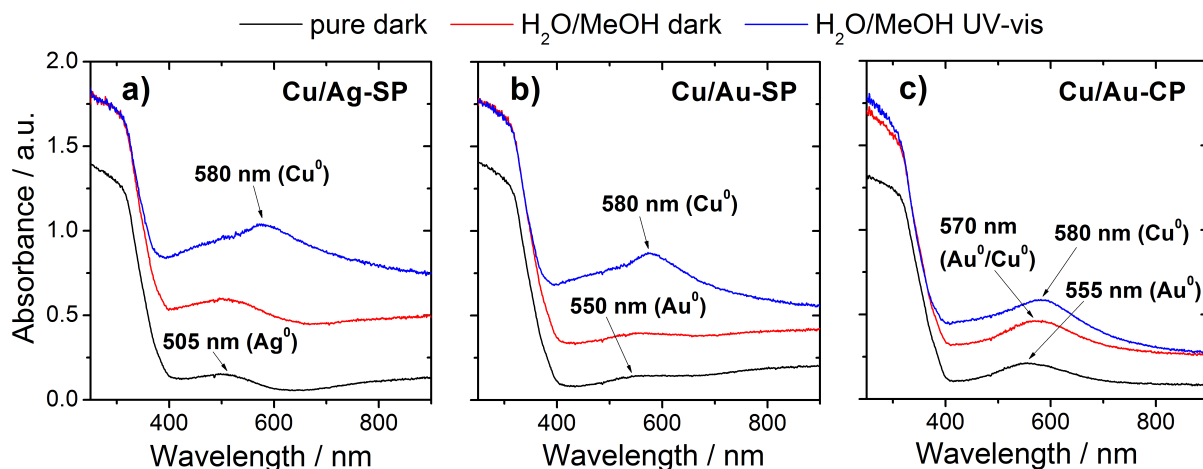 pure dark H₂O/MeOH dark H₂O/MeOH UV-vis
Absorbance / a.u.
2.0
1.5
1.0
0.5
0.0
a) Cu/Ag-SP
580 nm (Cu⁰)
505 nm (Ag⁰)
400 600 800
Wavelength / nm
b) Cu/Au-SP
580 nm (Cu⁰)
550 nm (Au⁰)
400 600 800
Wavelength / nm
c) Cu/Au-CP
570 nm
(Au⁰/Cu⁰)
580 nm (Cu⁰)
555 nm (Au⁰)
400 600 800
Wavelength / nm